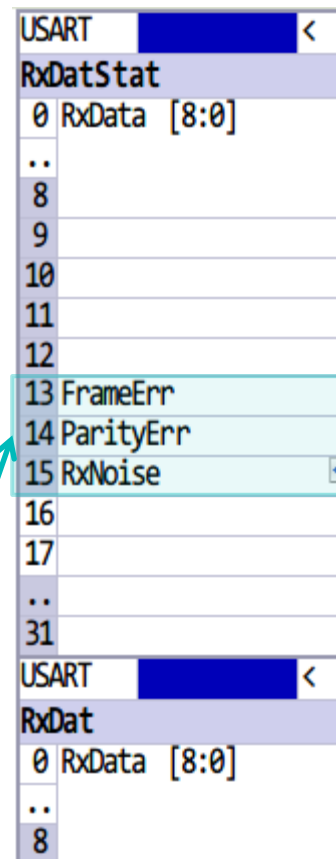 USART <
RxDatStat
0 RxData [8:0]
..
8
9
10
11
12
13 FrameErr
14 ParityErr
15 RxNoise
16
17
..
31
USART <
RxDat
0 RxData [8:0]
..
8